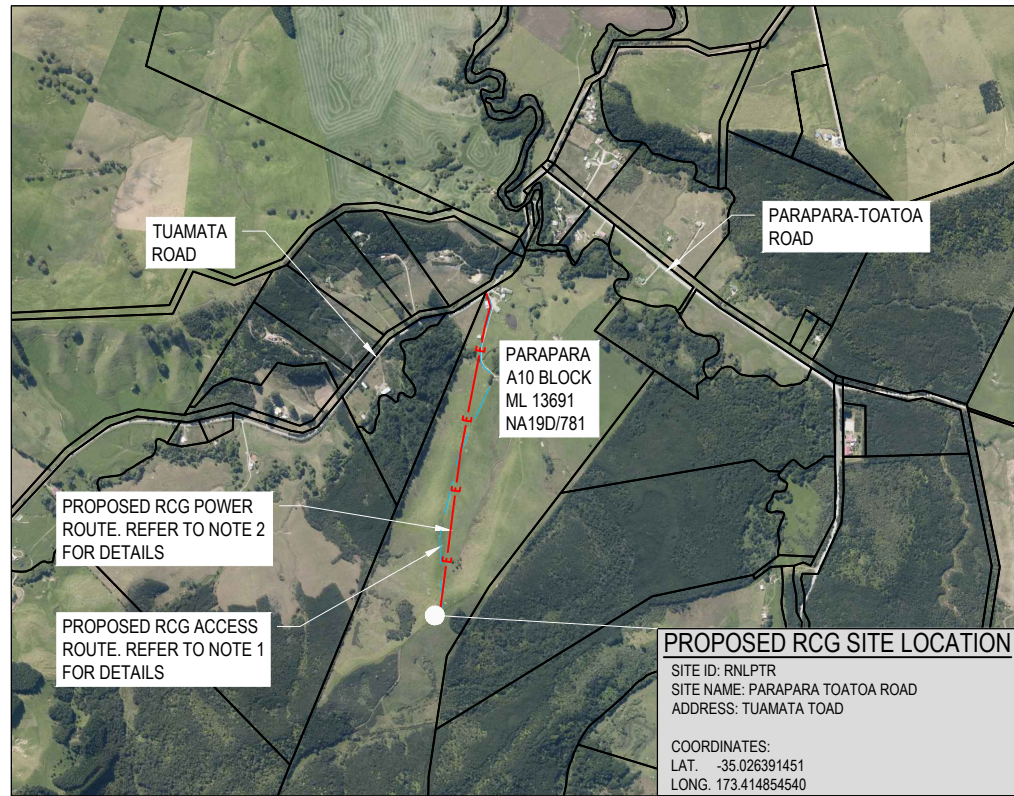 TUAMATA
ROAD
PARAPARA-TOATOA
ROAD
PARAPARA
A10 BLOCK
ML 13691
NA19D/781
E
E
E
E
PROPOSED RCG POWER
ROUTE. REFER TO NOTE 2
FOR DETAILS
PROPOSED RCG ACCESS
ROUTE. REFER TO NOTE 1
FOR DETAILS
PROPOSED RCG SITE LOCATION
SITE ID: RNLPTR
SITE NAME: PARAPARA TOATOA ROAD
ADDRESS: TUAMATA TOAD
COORDINATES:
LAT. -35.026391451
LONG. 173.414854540